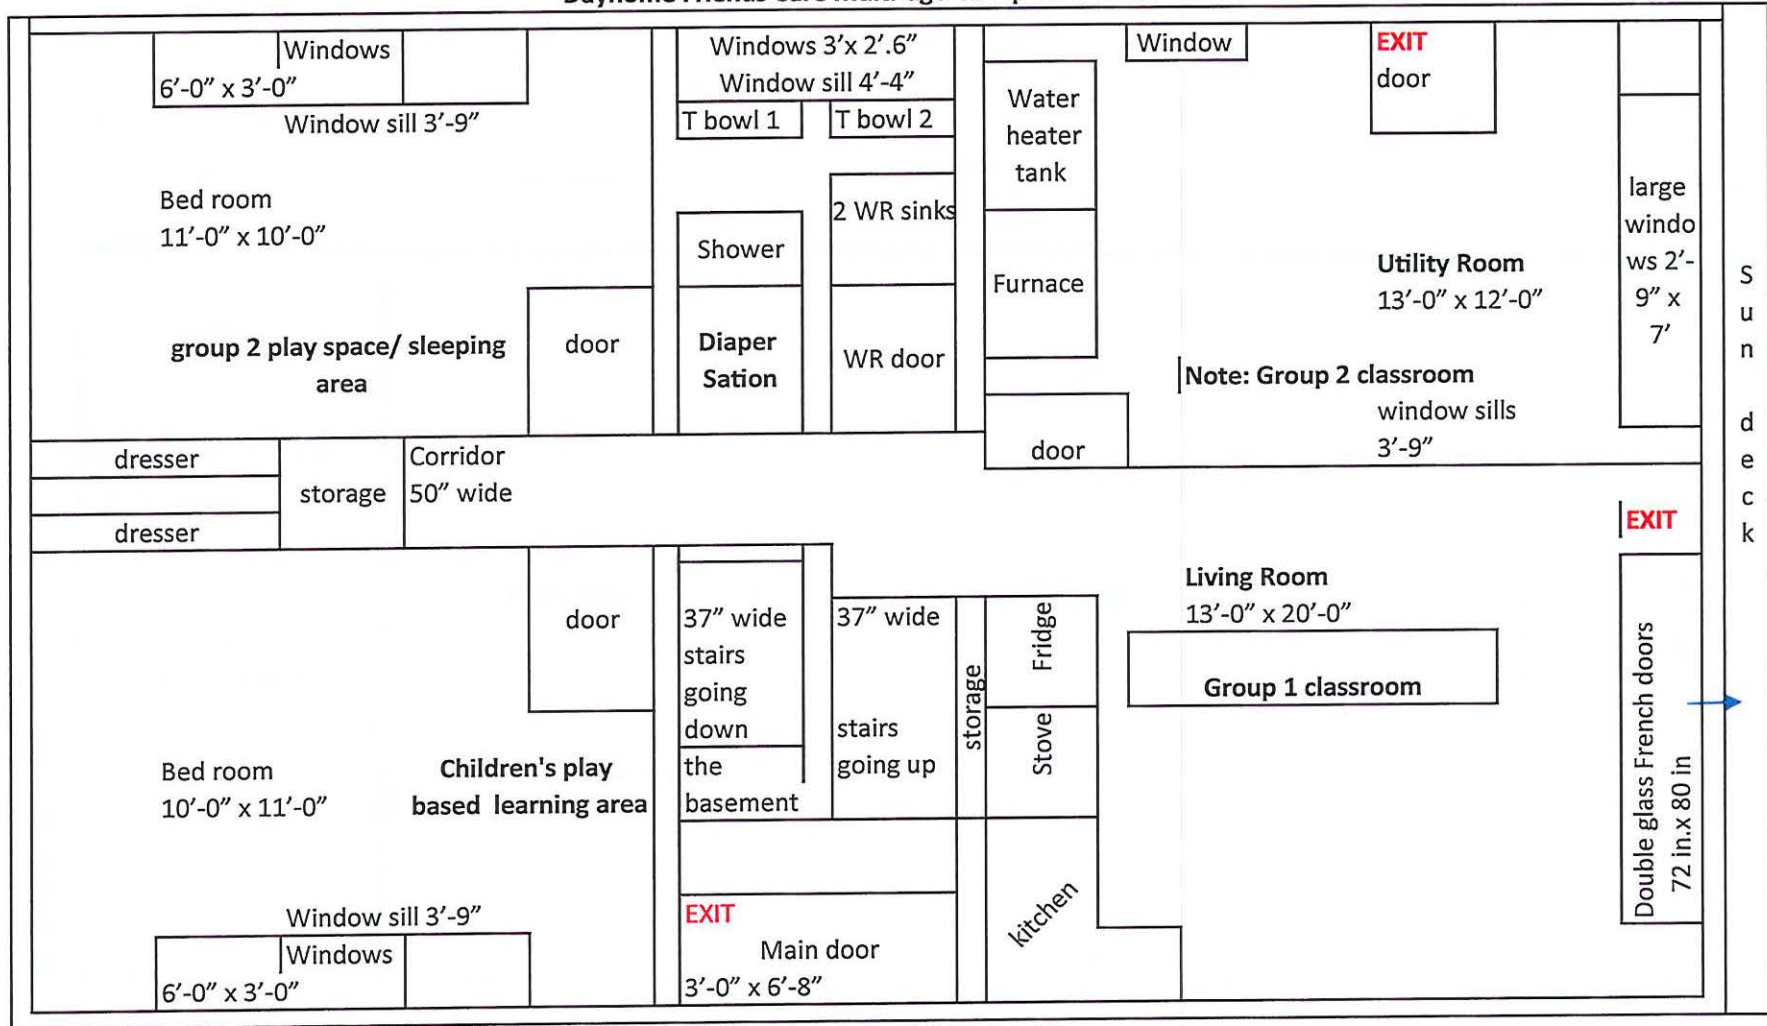 Windows
6′-0″ x 3′-0″
Window sill 3′-9″
Bed room
11′-0″ x 10′-0″
group 2 play space/ sleeping
area
door
Windows 3′x 2′.6″
Window sill 4′-4″
T bowl 1
T bowl 2
2 WR sinks
Shower
Diaper
Sation
WR door
Water
heater
tank
Furnace
door
Window
EXIT
door
Utility Room
13′-0″ x 12′-0″
Note: Group 2 classroom
window sills
3′-9″
large
windo
ws 2′-
9″ x
7′
Sun deck
dresser
dresser
storage
Corridor
50″ wide
EXIT
door
Bed room
10′-0″ x 11′-0″
Children's play
based learning area
Window sill 3′-9″
Windows
6′-0″ x 3′-0″
37″ wide
stairs
going
down
the
basement
37″ wide
stairs
going up
storage
Fridge
Stove
kitchen
EXIT
Main door
3′-0″ x 6′-8″
Living Room
13′-0″ x 20′-0″
Group 1 classroom
Double glass French doors
72 in.x 80 in